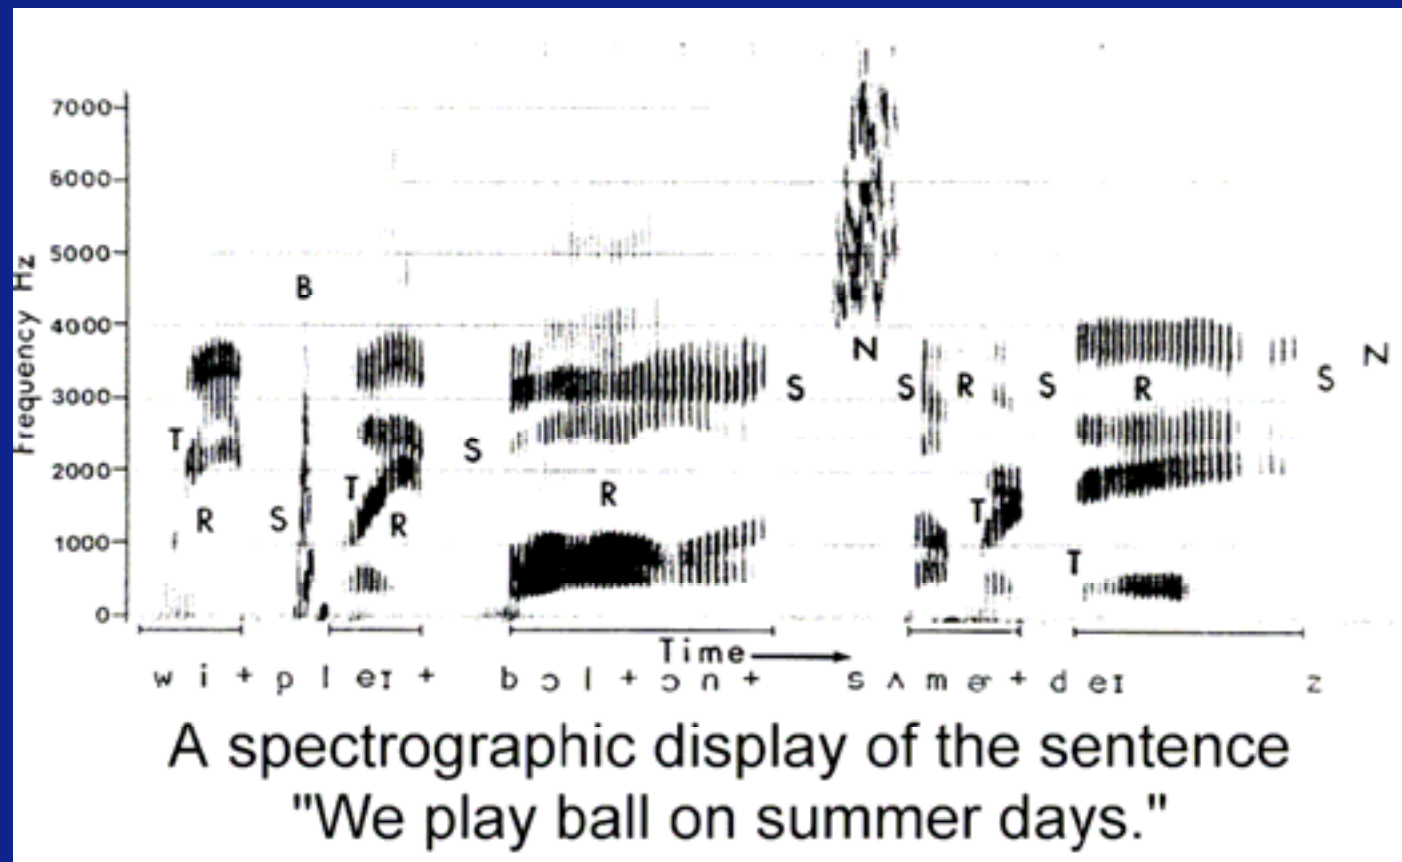 Frequency Hz
7000
6000
5000
4000
3000
2000
1000
0
B
N
N
S
S
R
S
R
S
T
S
T
R
R
S
R
T
T
Time
w i + p l eɪ + b ɔ l + ɔ n + s ʌ m ɚ + d eɪ z
A spectrographic display of the sentence
"We play ball on summer days."